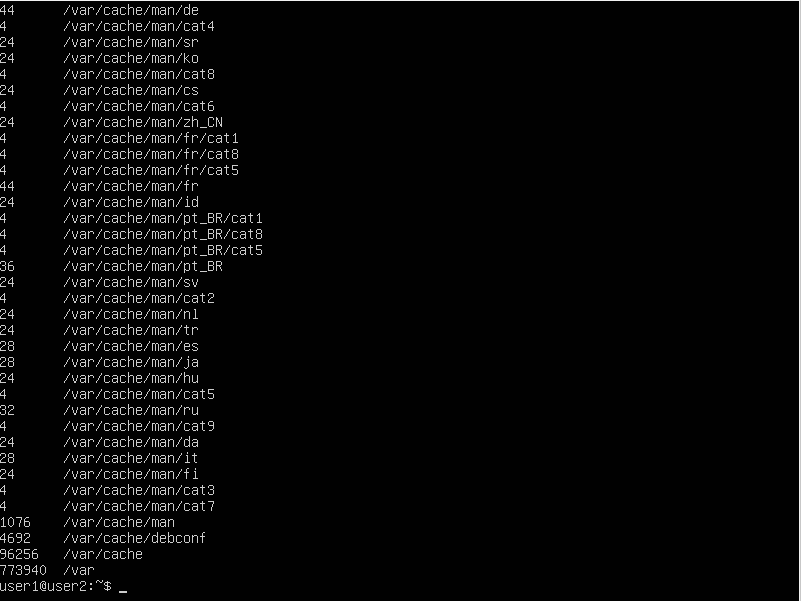 44 /var/cache/man/de
4 /var/cache/man/cat4
24 /var/cache/man/sr
24 /var/cache/man/ko
4 /var/cache/man/cat8
24 /var/cache/man/cs
4 /var/cache/man/cat6
24 /var/cache/man/zh_CN
4 /var/cache/man/fr/cat1
4 /var/cache/man/fr/cat8
4 /var/cache/man/fr/cat5
44 /var/cache/man/fr
24 /var/cache/man/id
4 /var/cache/man/pt_BR/cat1
4 /var/cache/man/pt_BR/cat8
4 /var/cache/man/pt_BR/cat5
36 /var/cache/man/pt_BR
24 /var/cache/man/sv
4 /var/cache/man/cat2
24 /var/cache/man/nl
24 /var/cache/man/tr
28 /var/cache/man/es
28 /var/cache/man/ja
24 /var/cache/man/hu
4 /var/cache/man/cat5
32 /var/cache/man/ru
4 /var/cache/man/cat9
24 /var/cache/man/da
28 /var/cache/man/it
24 /var/cache/man/fi
4 /var/cache/man/cat3
4 /var/cache/man/cat7
1076 /var/cache/man
4692 /var/cache/debconf
96256 /var/cache
773940 /var
user1@user2:~$ _